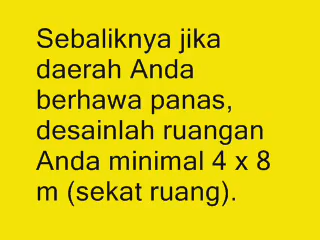 Sebaliknya jika
daerah Anda
berhawa panas,
desainlah ruangan
Anda minimal 4 x 8
m (sekat ruang).